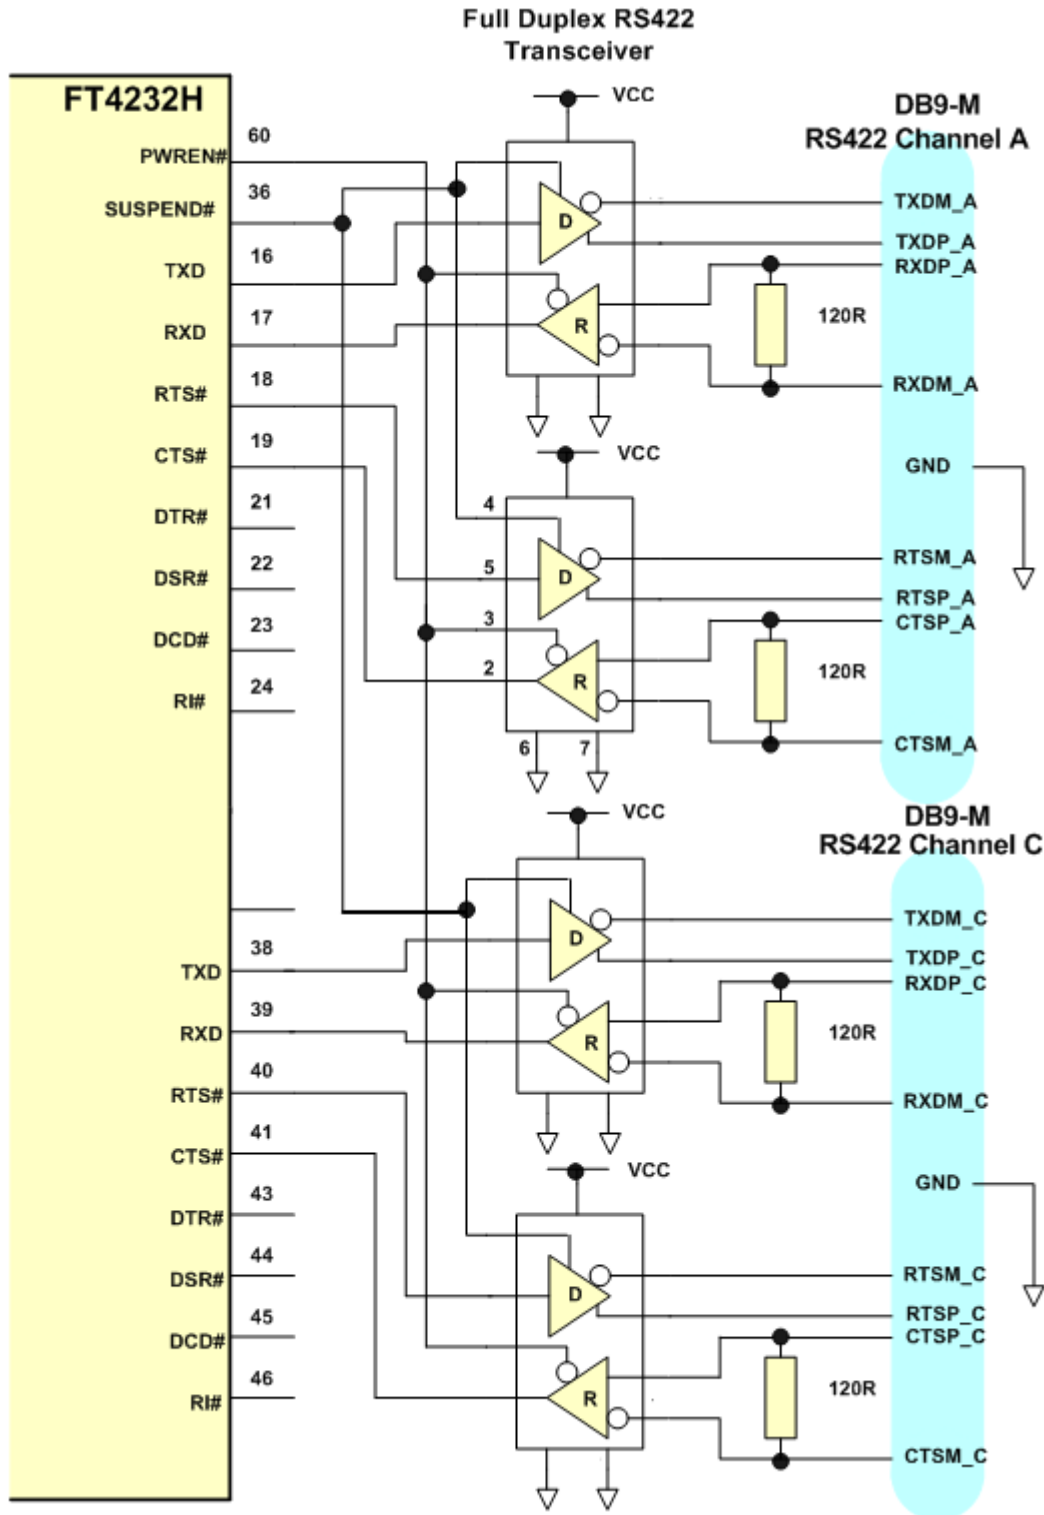 Full Duplex RS422
Transceiver
FT4232H
VCC
DB9-M
RS422 Channel A
60
PWREN#
36
SUSPEND#
TXDM_A
D
16
TXD
TXDP_A
RXDP_A
17
RXD
R
120R
18
RTS#
RXDM_A
19
CTS#
VCC
GND
21
DTR#
4
22
DSR#
5
D
RTSM_A
RTSP_A
23
DCD#
3
CTSP_A
24
RI#
2
R
120R
6
7
CTSM_A
VCC
DB9-M
RS422 Channel C
TXDM_C
38
TXD
D
TXDP_C
RXDP_C
39
RXD
R
120R
40
RTS#
RXDM_C
41
CTS#
VCC
GND
43
DTR#
44
DSR#
D
RTSM_C
45
DCD#
RTSP_C
CTSP_C
46
RI#
R
120R
CTSM_C